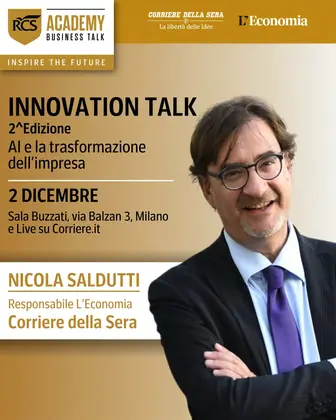 RCS
ACADEMY
BUSINESS TALK
INSPIRE THE FUTURE
CORRIERE DELLA SERA
La libertà delle idee
L'Economia
INNOVATION TALK
2^Edizione
AI e la trasformazione
dell'impresa
2 DICEMBRE
Sala Buzzati, via Balzan 3, Milano
e Live su Corriere.it
NICOLA SALDUTTI
Responsabile L'Economia
Corriere della Sera